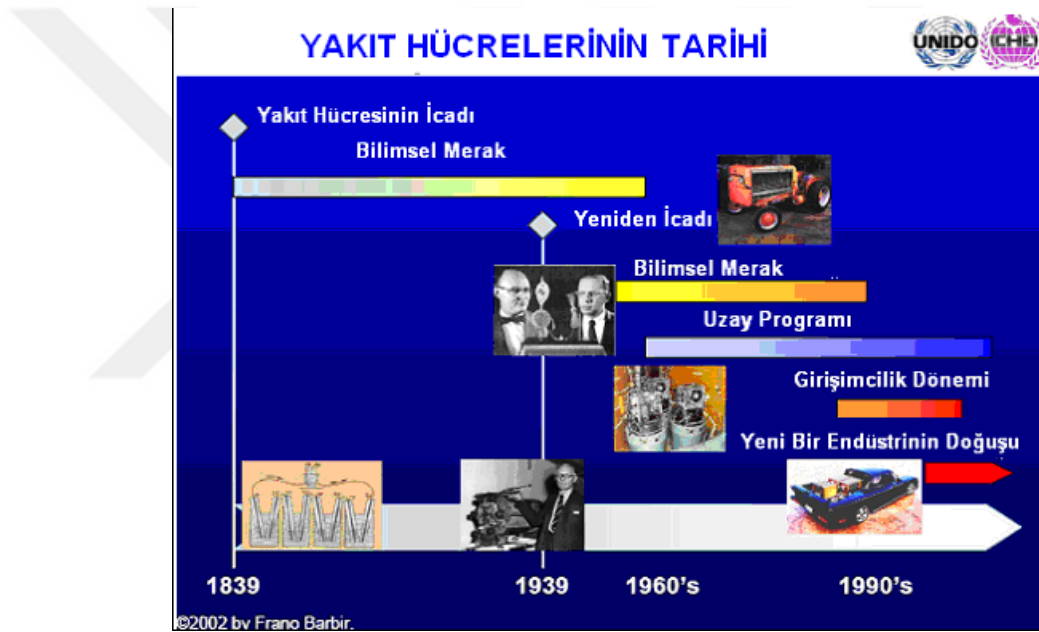 YAKIT HÜCRELERİNİN TARİHİ
UNIDO
ICHET
Yakıt Hücresinin İcadı
Bilimsel Merak
Yeniden İcadı
Bilimsel Merak
Uzay Programı
Girişimcilik Dönemi
Yeni Bir Endüstrinin Doğuşu
1839
1939
1960's
1990's
©2002 by Frano Barbir.